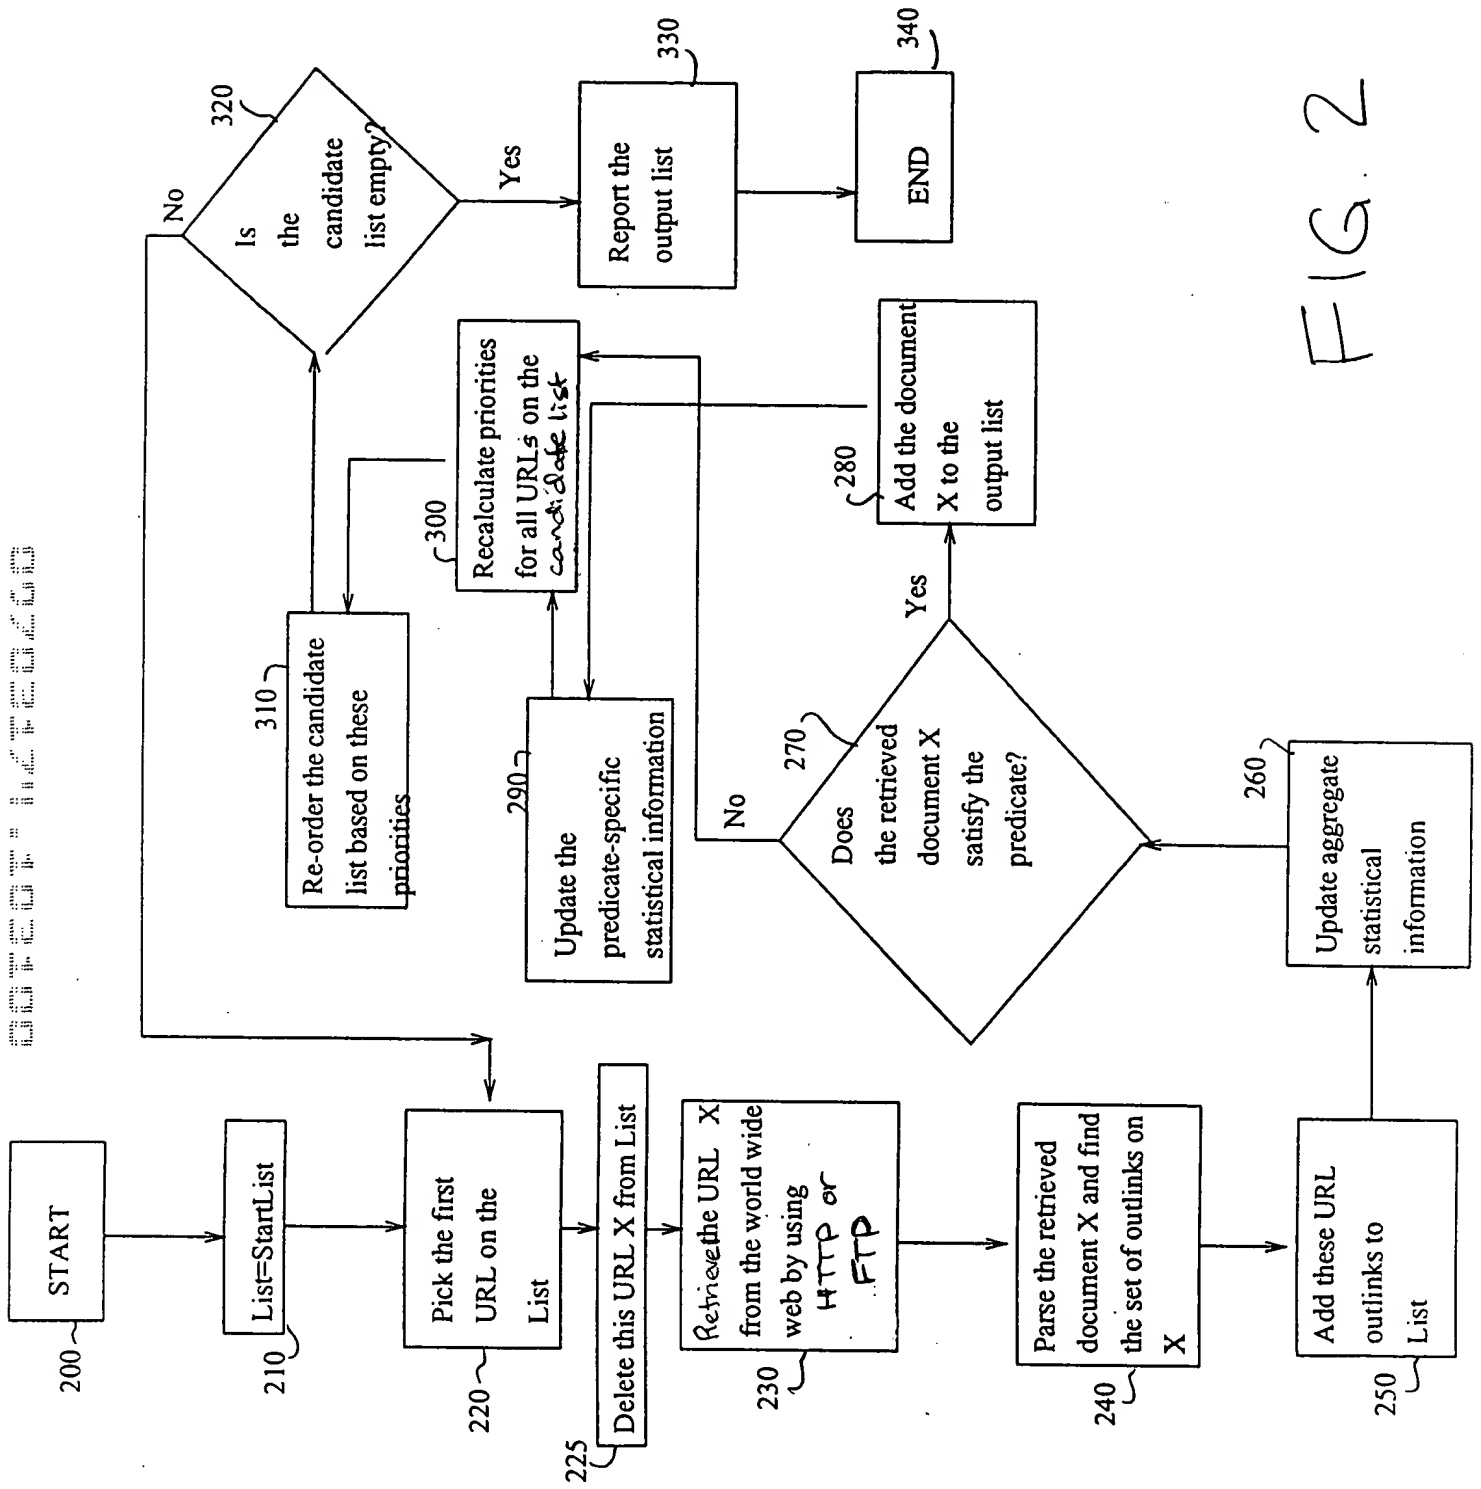 200
START
210
List=StartList
220
Pick the first
URL on the
List
225
Delete this URL X from List
230
Retrieve the URL X
from the world wide
web by using
HTTP or
FTP
240
Parse the retrieved
document X and find
the set of outlinks on
X
250
Add these URL
outlinks to
List
260
Update aggregate
statistical
information
270
Does
the retrieved
document X
satisfy the
predicate?
No
Yes
280
Add the document
X to the
output list
290
Update the
predicate-specific
statistical information
300
Recalculate priorities
for all URLs on the
candidate list
310
Re-order the candidate
list based on these
priorities
320
Is
the
candidate
list empty?
No
Yes
330
Report the
output list
340
END
FIG. 2